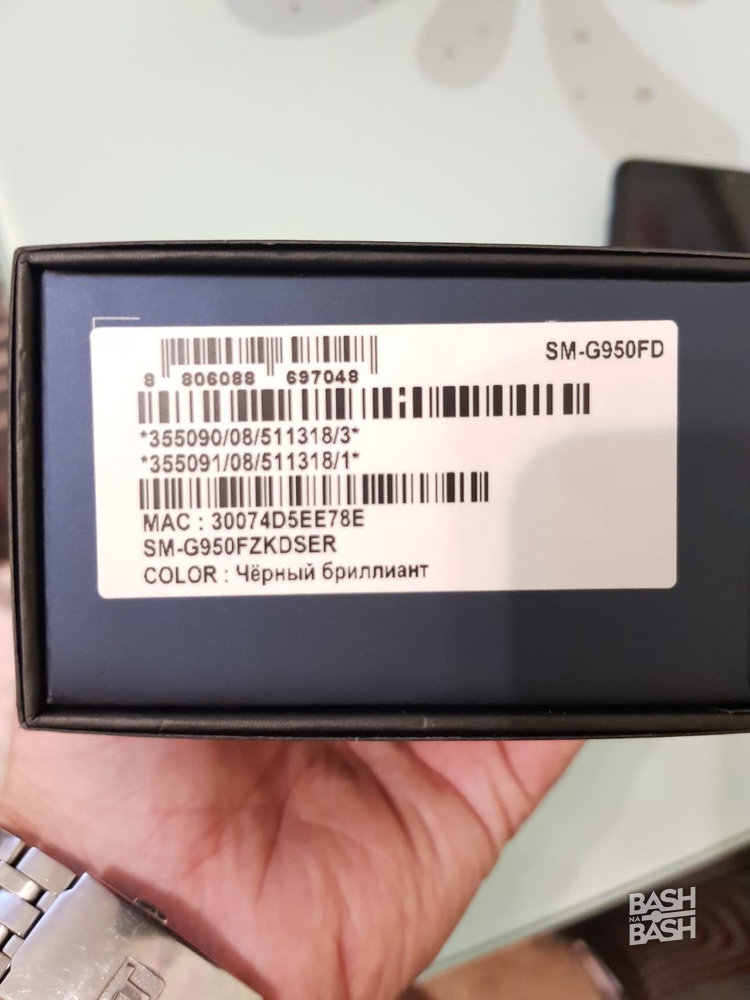 SM-G950FD
8 806088 697048
*355090/08/511318/3*
*355091/08/511318/1*
MAC : 30074D5EE78E
SM-G950FZKDSER
COLOR : Чёрный бриллиант
BASH
NA
BASH